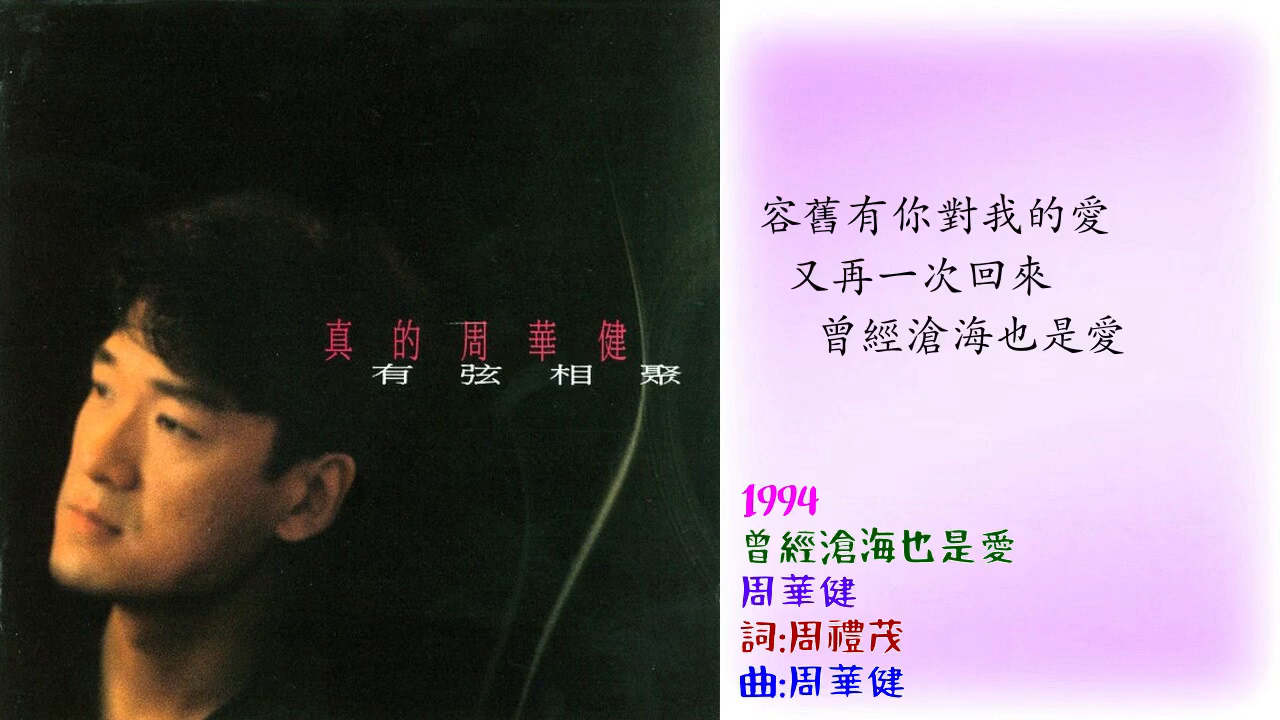 真的周華健
有弦相聚
容舊有你對我的愛
又再一次回來
曾經滄海也是愛
1994
曾經滄海也是愛
周華健
詞:周禮茂
曲:周華健